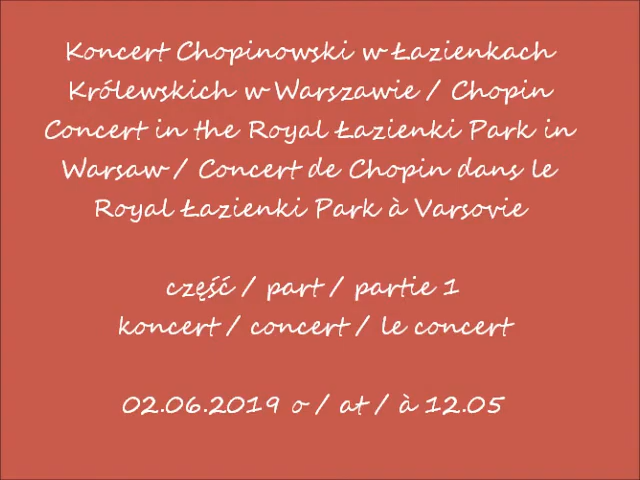 Koncert Chopinowski w Łazienkach
Królewskich w Warszawie / Chopin
Concert in the Royal Łazienki Park in
Warsaw / Concert de Chopin dans le
Royal Łazienki Park à Varsovie
część / part / partie 1
koncert / concert / le concert
02.06.2019 o / at / à 12.05